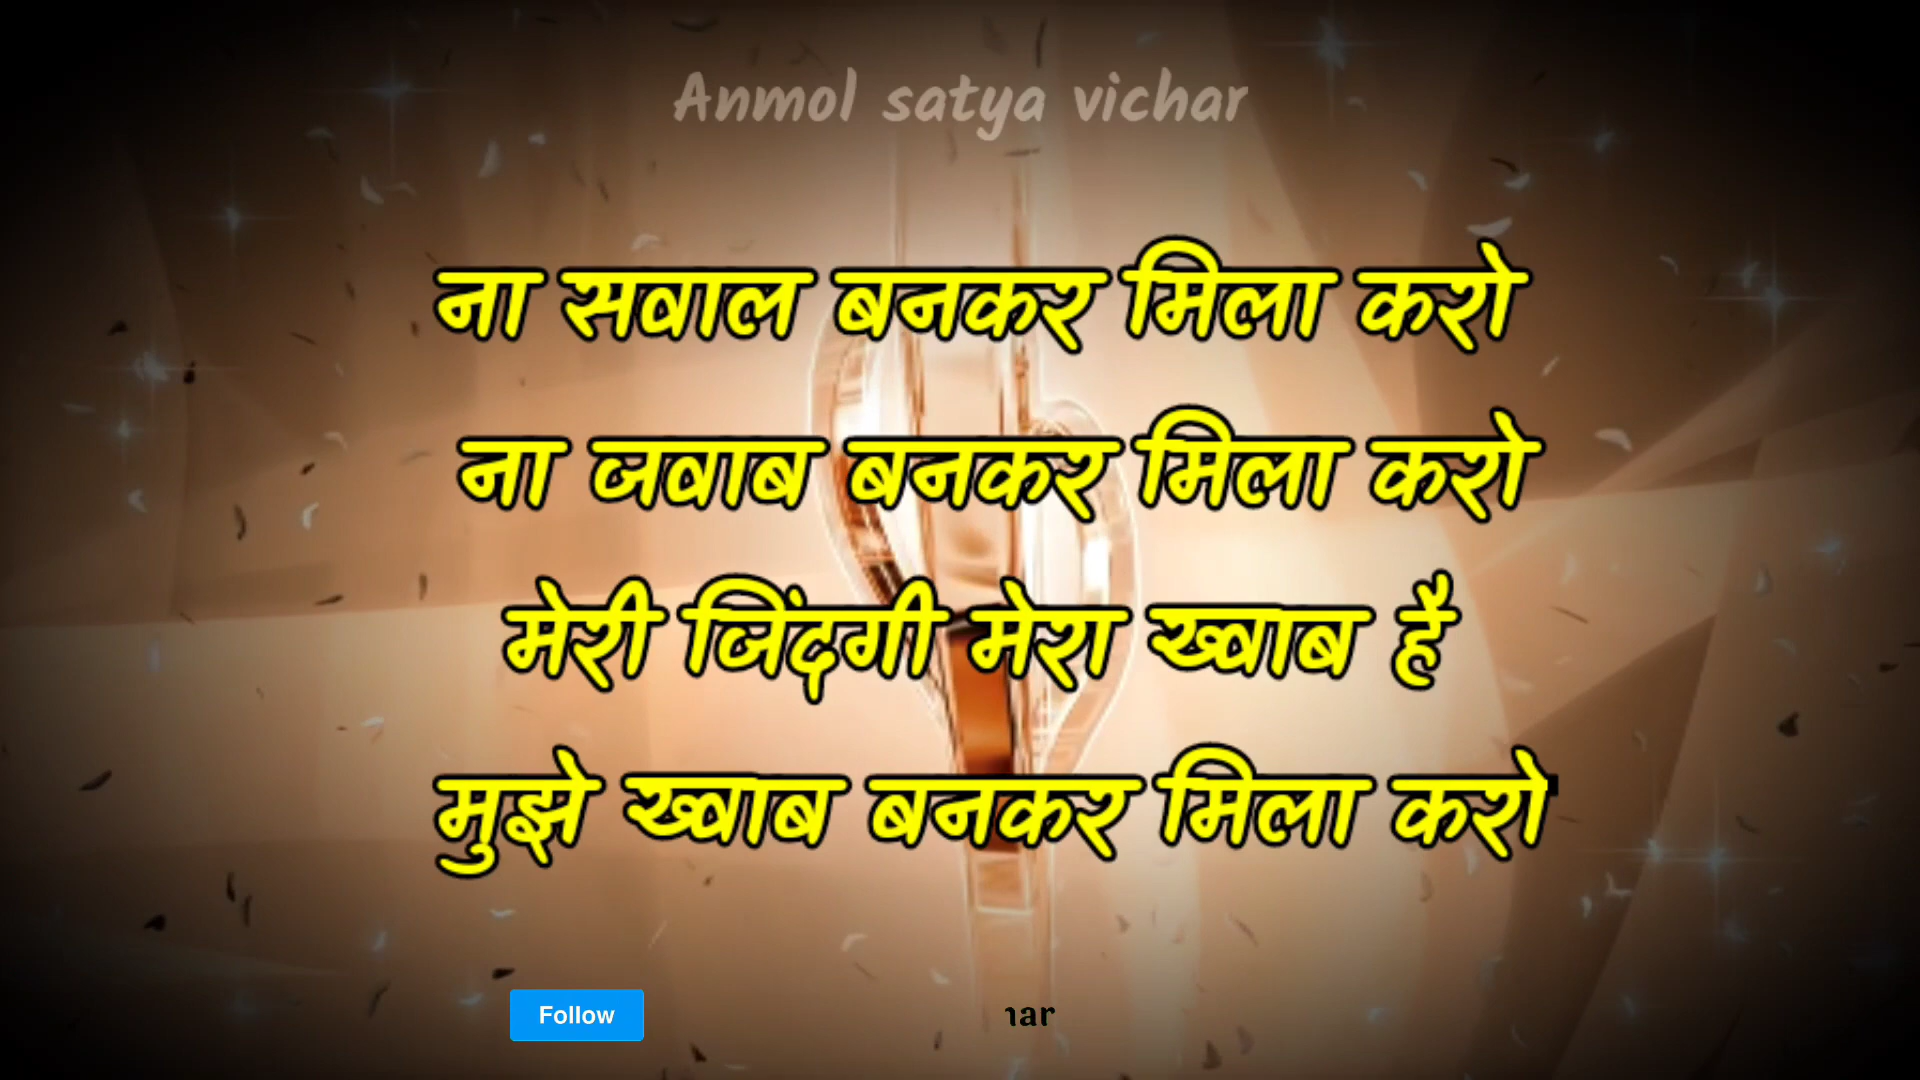 Anmol satya vichar
ना सवाल बनकर मिला करो
ना जवाब बनकर मिला करो
मेरी जिंदगी मेरा ख्वाब है
मुझे ख्वाब बनकर मिला करो
Follow